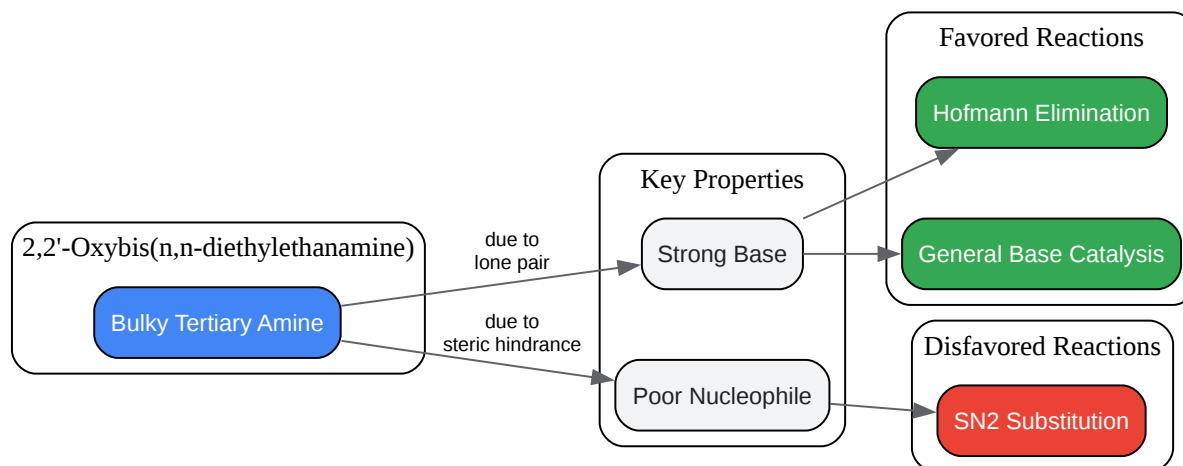 2,2'-Oxybis(n,n-diethylethanamine)
Bulky Tertiary Amine
due to
lone pair
due to
steric hindrance
Key Properties
Strong Base
Poor Nucleophile
Favored Reactions
Hofmann Elimination
General Base Catalysis
Disfavored Reactions
SN2 Substitution